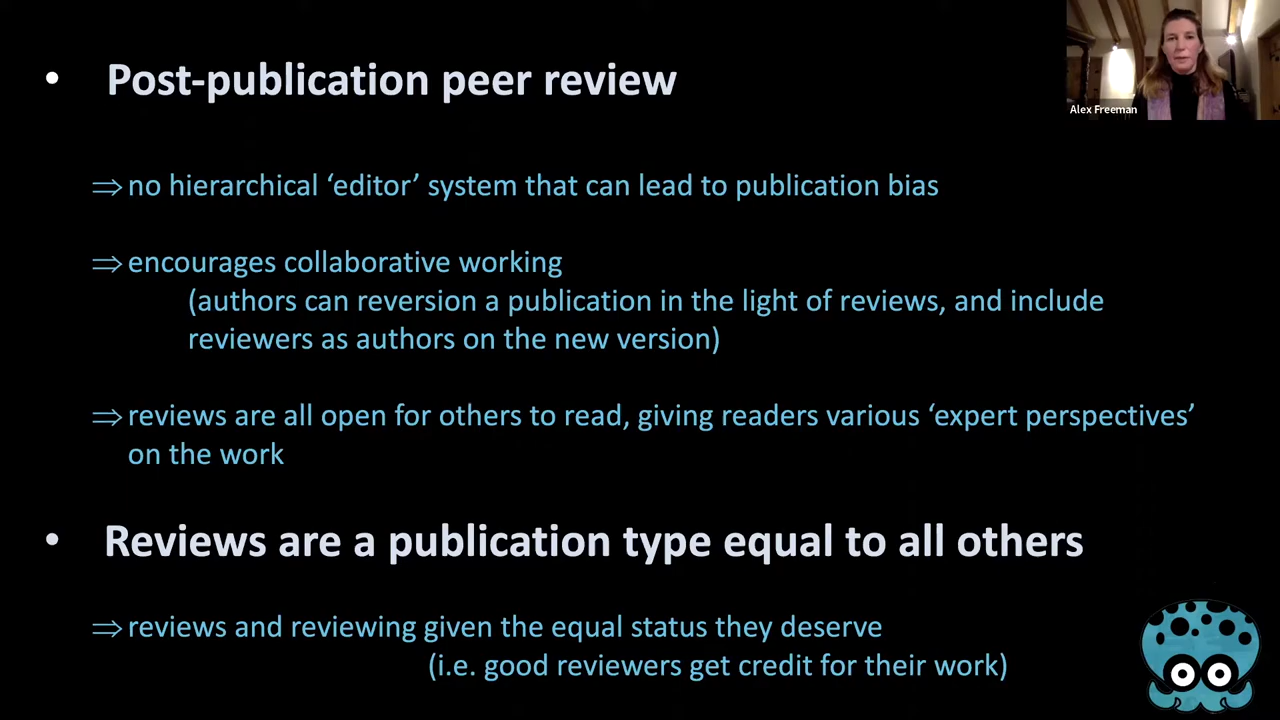 • Post-publication peer review
Alex Freeman
⇒ no hierarchical ‘editor’ system that can lead to publication bias
⇒ encourages collaborative working
(authors can reversion a publication in the light of reviews, and include
reviewers as authors on the new version)
⇒ reviews are all open for others to read, giving readers various ‘expert perspectives’
on the work
• Reviews are a publication type equal to all others
⇒ reviews and reviewing given the equal status they deserve
(i.e. good reviewers get credit for their work)